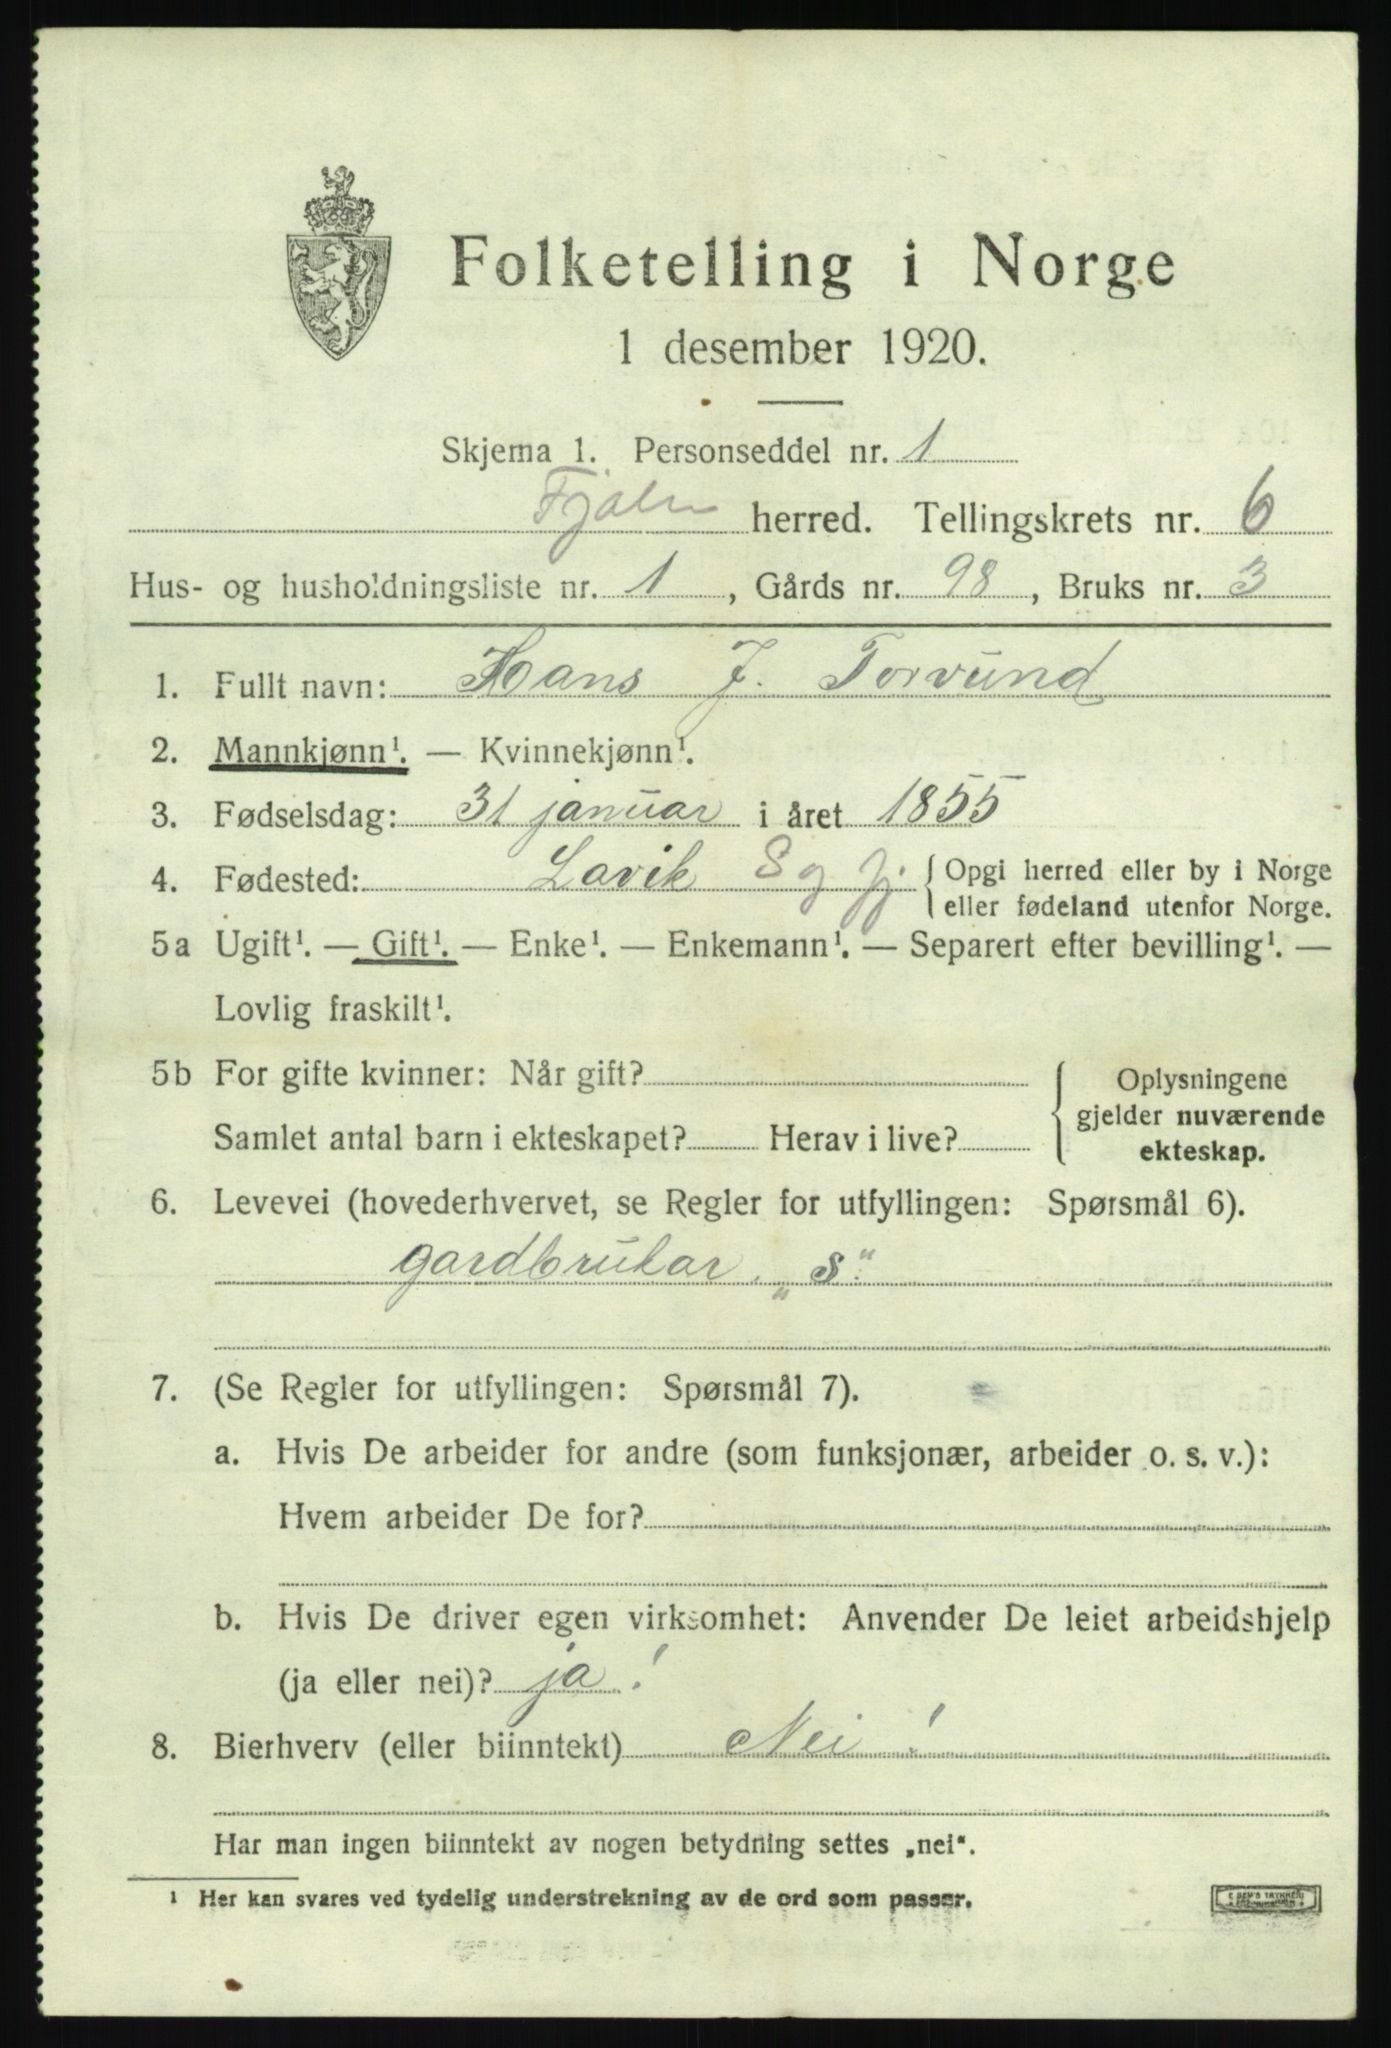 Folketelling i Norge
1 desember 1920.
Skjema 1. Personseddel nr. 1
Fjaler herred. Tellingskrets nr. 6
Hus- og husholdningsliste nr. 1, Gårds nr. 98, Bruks nr. 3
1. Fullt navn: Hans J. Torvund
2. Mannkjønn¹. — Kvinnekjønn¹.
3. Fødselsdag: 31 januar i året 1855
4. Fødested: Lavik S og Fj. { Opgi herred eller by i Norge
eller fødeland utenfor Norge.
5a Ugift¹. — Gift¹. — Enke¹. — Enkemann¹. — Separert efter bevilling¹. —
Lovlig fraskilt¹.
5b For gifte kvinner: Når gift?
Samlet antal barn i ekteskapet? Herav i live?
{ Oplysningene
gjelder nuværende
ekteskap.
6. Levevei (hovederhvervet, se Regler for utfyllingen: Spørsmål 6).
gardbrukar „s“.
7. (Se Regler for utfyllingen: Spørsmål 7).
a. Hvis De arbeider for andre (som funksjonær, arbeider o. s. v.):
Hvem arbeider De for?
b. Hvis De driver egen virksomhet: Anvender De leiet arbeidshjelp
(ja eller nei)? ja!
8. Bierhverv (eller biinntekt) Nei!
Har man ingen biinntekt av nogen betydning settes „nei“.
¹ Her kan svares ved tydelig understrekning av de ord som passer.